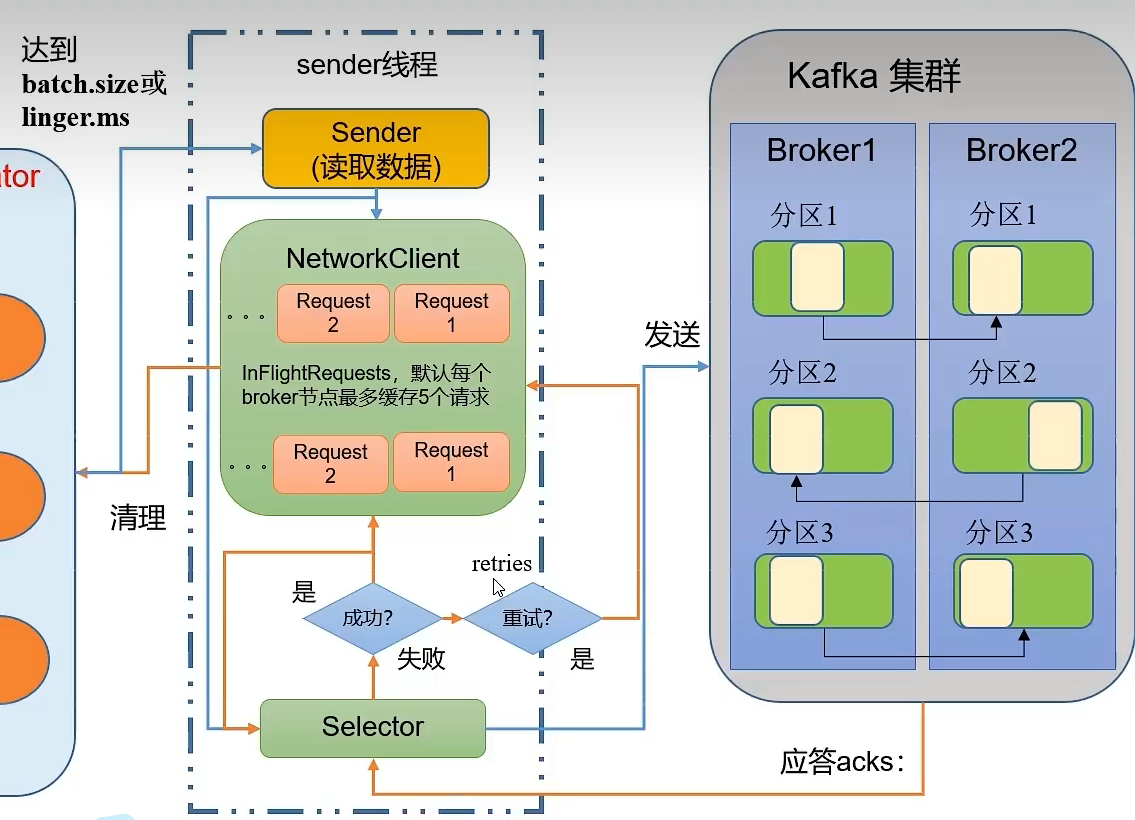 达到
batch.size或
linger.ms
ator
sender线程
Sender
(读取数据)
NetworkClient
Request
2
Request
1
。。。
InFlightRequests，默认每个
broker节点最多缓存5个请求
Request
2
Request
1
。。。
清理
是
成功?
失败
retries
重试?
是
Selector
发送
Kafka 集群
Broker1
分区1
分区2
分区3
Broker2
分区1
分区2
分区3
应答acks：